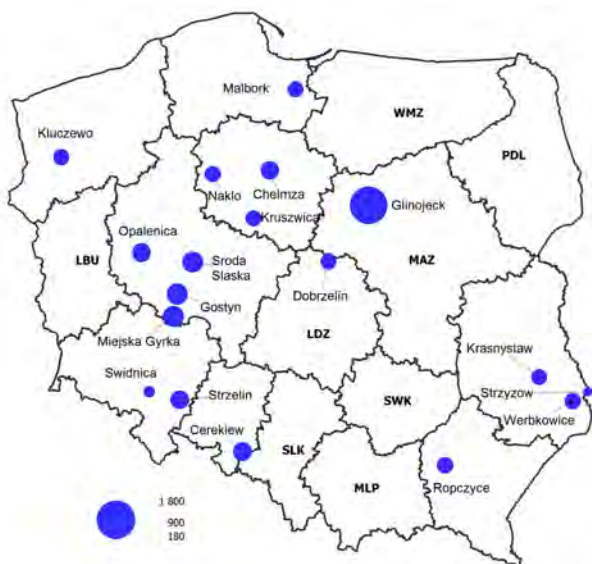 Malbork
WMZ
Kluczewo
PDL
Naklo
Chelmza
Kruszwica
Glinojeck
Opalenica
LBU
Sroda
Slaska
MAZ
Gostyn
Dobrzelin
Miejska Gyrka
LDZ
Krasnystaw
Swidnica
Strzelin
Strzyzow
SWK
Werbkowice
Cerekiew
SLK
MLP
Ropczyce
1 800
900
180